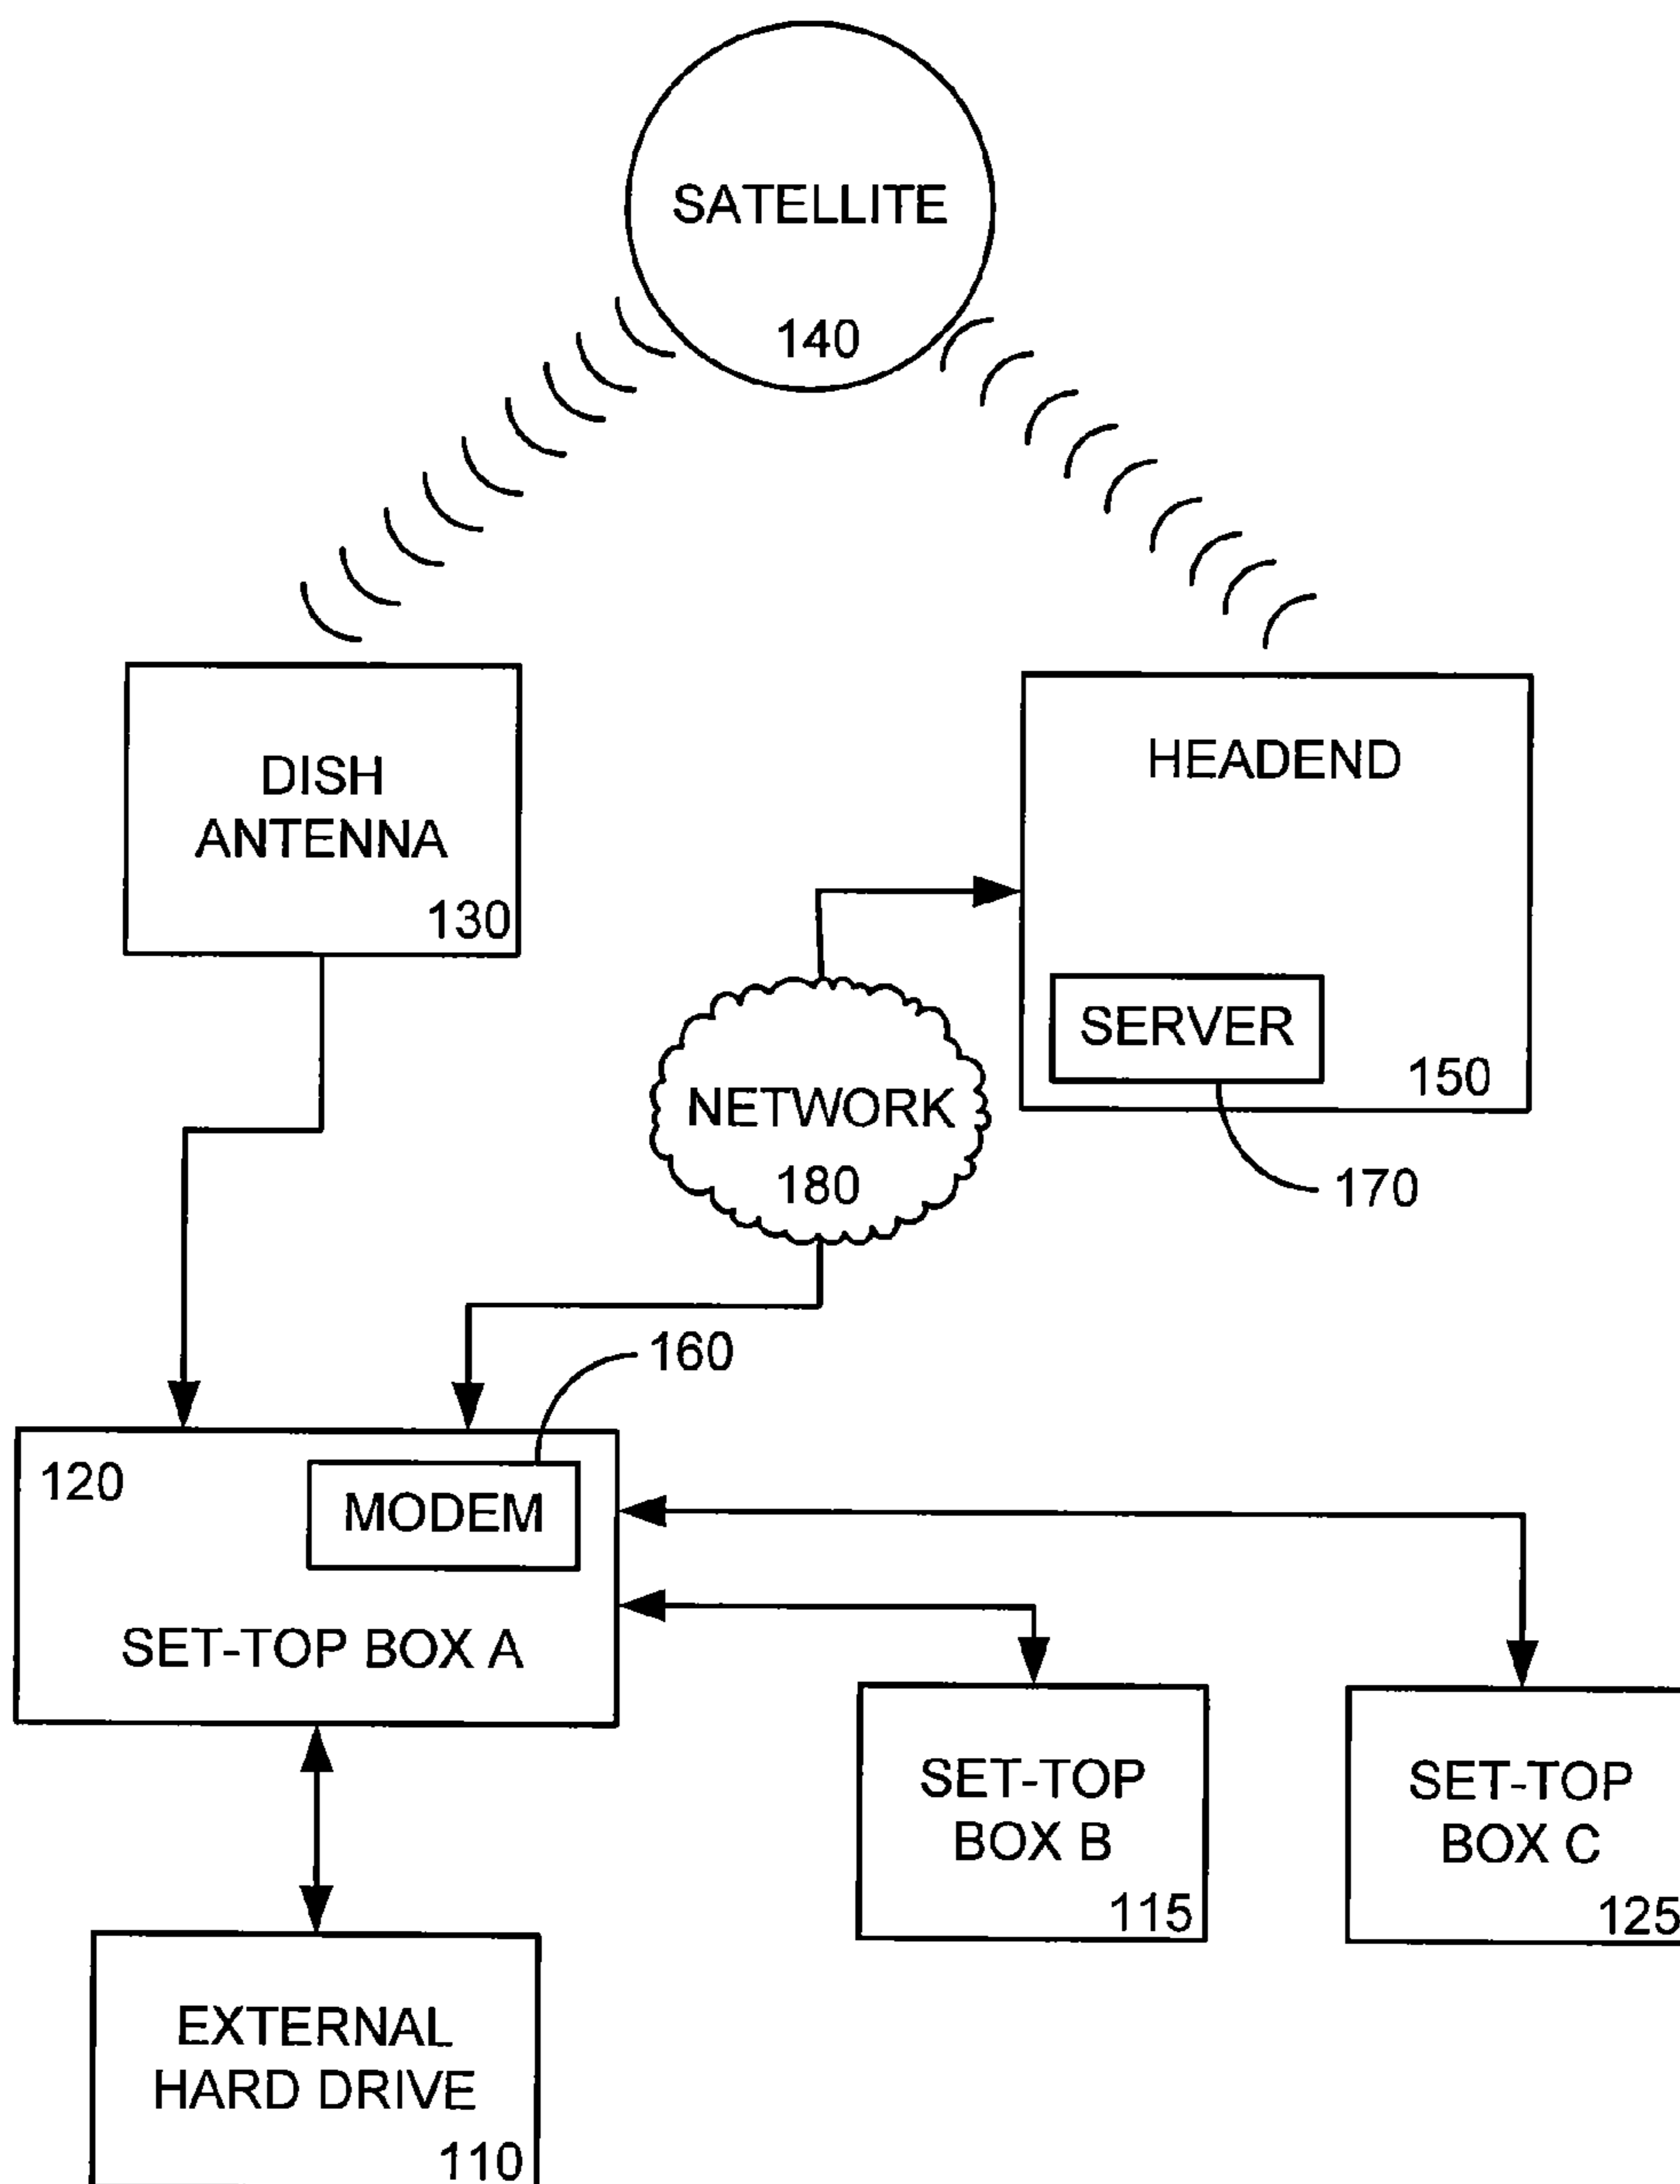 SATELLITE
140
DISH
ANTENNA
130
HEADEND
SERVER
150
170
NETWORK
180
160
120
MODEM
SET-TOP BOX A
SET-TOP
BOX B
115
SET-TOP
BOX C
125
EXTERNAL
HARD DRIVE
110